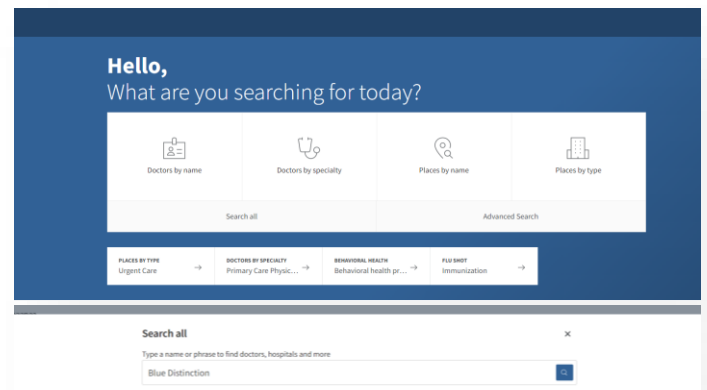 Hello,
What are you searching for today?
Doctors by name
Doctors by specialty
Places by name
Places by type
Search all
Advanced Search
PLACES BY TYPE
Urgent Care
DOCTORS BY SPECIALTY
Primary Care Physic...
BEHAVIORAL HEALTH
Behavioral health pr...
FLU SHOT
Immunization
Search all
Type a name or phrase to find doctors, hospitals and more
Blue Distinction